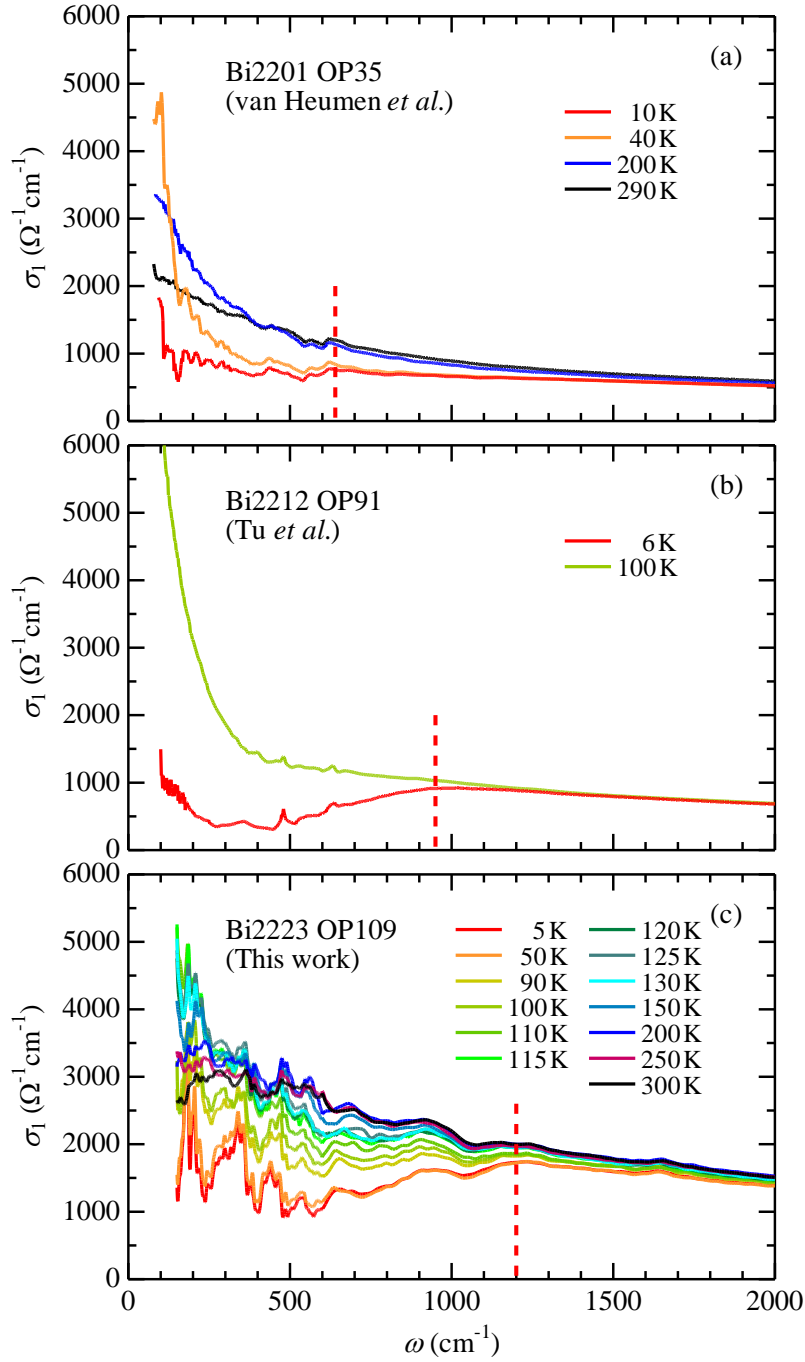 6000
5000
4000
3000
2000
1000
0
σ1 (Ω-1cm-1)
(a)
Bi2201 OP35
(van Heumen et al.)
10 K
40 K
200 K
290 K
6000
5000
4000
3000
2000
1000
0
σ1 (Ω-1cm-1)
(b)
Bi2212 OP91
(Tu et al.)
6 K
100 K
6000
5000
4000
3000
2000
1000
0
σ1 (Ω-1cm-1)
(c)
Bi2223 OP109
(This work)
5 K
50 K
90 K
100 K
110 K
115 K
120 K
125 K
130 K
150 K
200 K
250 K
300 K
0 500 1000 1500 2000
ω (cm-1)